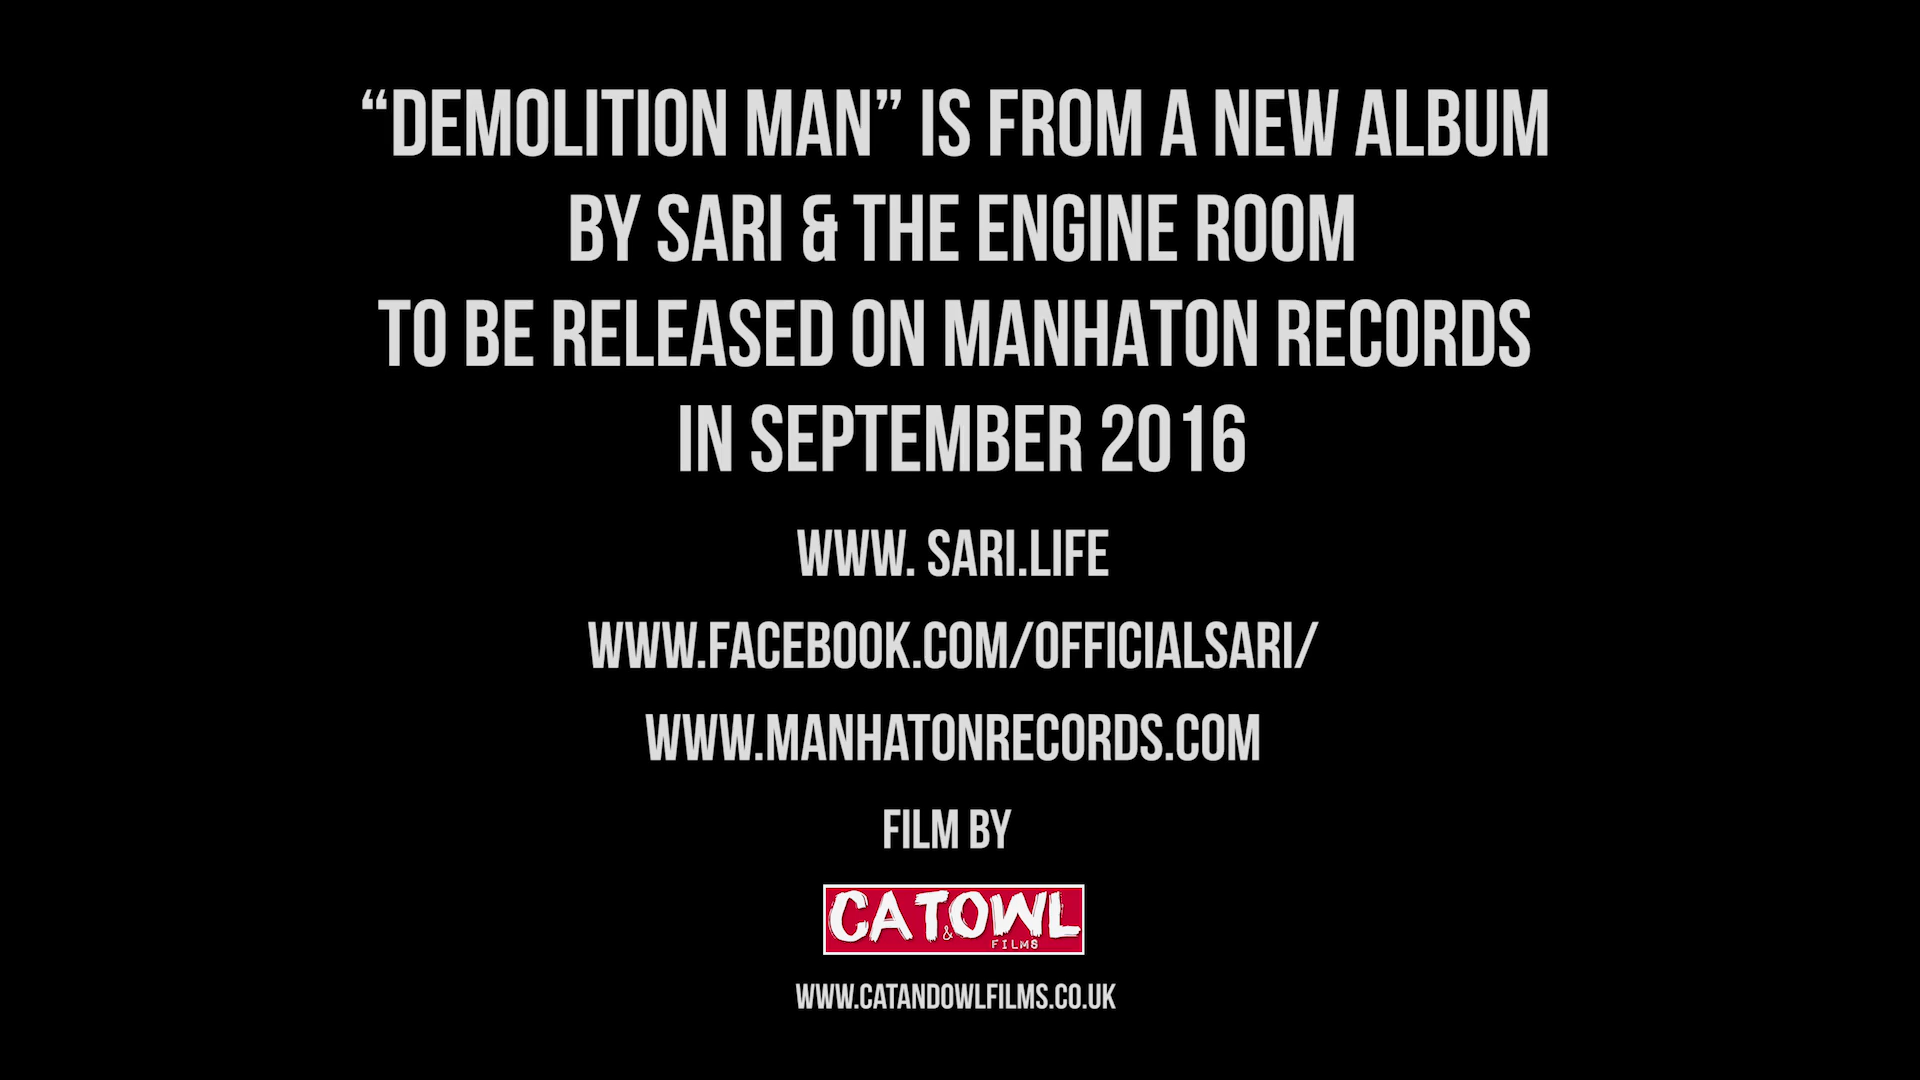 “DEMOLITION MAN” IS FROM A NEW ALBUM
BY SARI & THE ENGINE ROOM
TO BE RELEASED ON MANHATON RECORDS
IN SEPTEMBER 2016
WWW. SARI.LIFE
WWW.FACEBOOK.COM/OFFICIALSARI/
WWW.MANHATONRECORDS.COM
FILM BY
CAT&OWL
FILMS
WWW.CATANDOWLFILMS.CO.UK